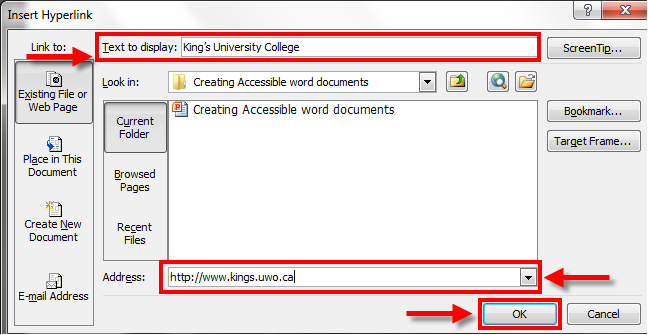 Insert Hyperlink
?
Link to:
Text to display: King's University College
ScreenTip...
Look in: Creating Accessible word documents
Existing File or
Web Page
Current
Folder
Creating Accessible word documents
Bookmark...
Target Frame...
Place in This
Document
Browsed
Pages
Create New
Document
Recent
Files
E-mail Address
Address: http://www.kings.uwo.ca
OK
Cancel